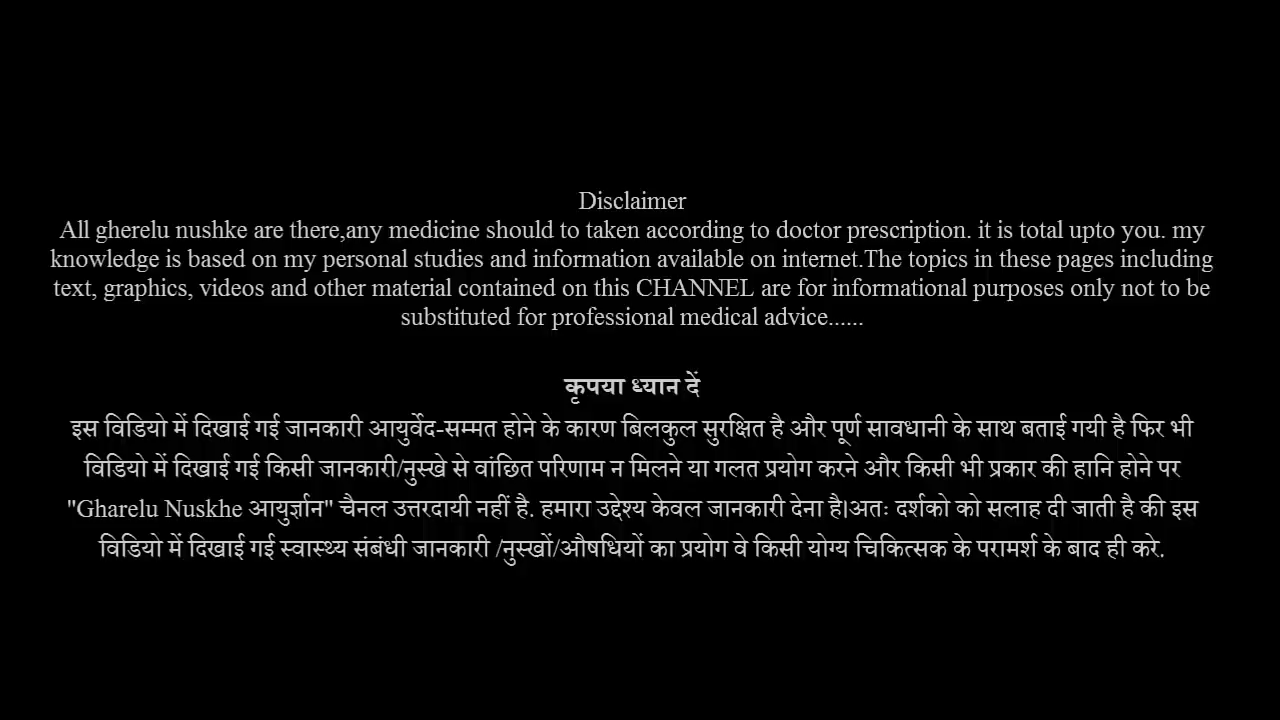 Disclaimer
All gherelu nushke are there,any medicine should to taken according to doctor prescription. it is total upto you. my
knowledge is based on my personal studies and information available on internet.The topics in these pages including
text, graphics, videos and other material contained on this CHANNEL are for informational purposes only not to be
substituted for professional medical advice......
कृपया ध्यान दें
इस विडियो में दिखाई गई जानकारी आयुर्वेद-सम्मत होने के कारण बिलकुल सुरक्षित है और पूर्ण सावधानी के साथ बताई गयी है फिर भी
विडियो में दिखाई गई किसी जानकारी/नुस्खे से वांछित परिणाम न मिलने या गलत प्रयोग करने और किसी भी प्रकार की हानि होने पर
"Gharelu Nuskhe आयुर्ज्ञान" चैनल उत्तरदायी नहीं है. हमारा उद्देश्य केवल जानकारी देना है।अतः दर्शको को सलाह दी जाती है की इस
विडियो में दिखाई गई स्वास्थ्य संबंधी जानकारी /नुस्खों/औषधियों का प्रयोग वे किसी योग्य चिकित्सक के परामर्श के बाद ही करे.